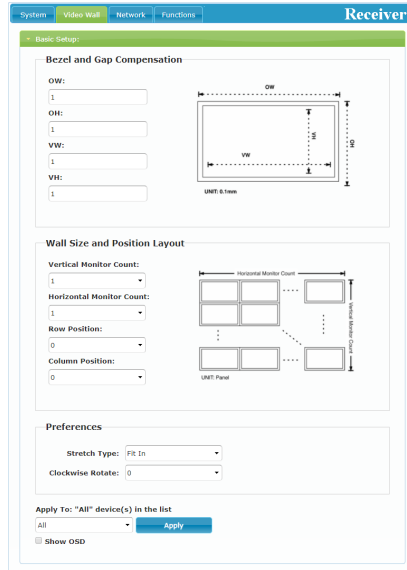 System Video Wall Network Functions Receiver
Basic Setup:
Bezel and Gap Compensation
OW:
1
OH:
1
VW:
1
VH:
1
OW
VH
OH
VW
UNIT: 0.1mm
Wall Size and Position Layout
Vertical Monitor Count:
1
Horizontal Monitor Count:
1
Row Position:
0
Column Position:
0
Horizontal Monitor Count
Vertical Monitor Count
UNIT: Panel
Preferences
Stretch Type: Fit In
Clockwise Rotate: 0
Apply To: "All" device(s) in the list
All Apply
Show OSD